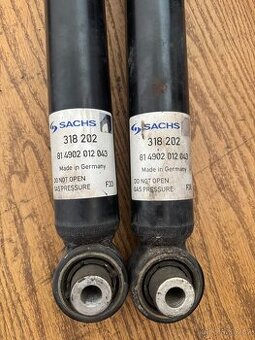 SACHS
318 202
81 4902 012 043
Made in Germany
DO NOT OPEN
GAS PRESSURE
SACHS
318 202
81 4902 012 043
Made in Germany
DO NOT OPEN
GAS PRESSURE